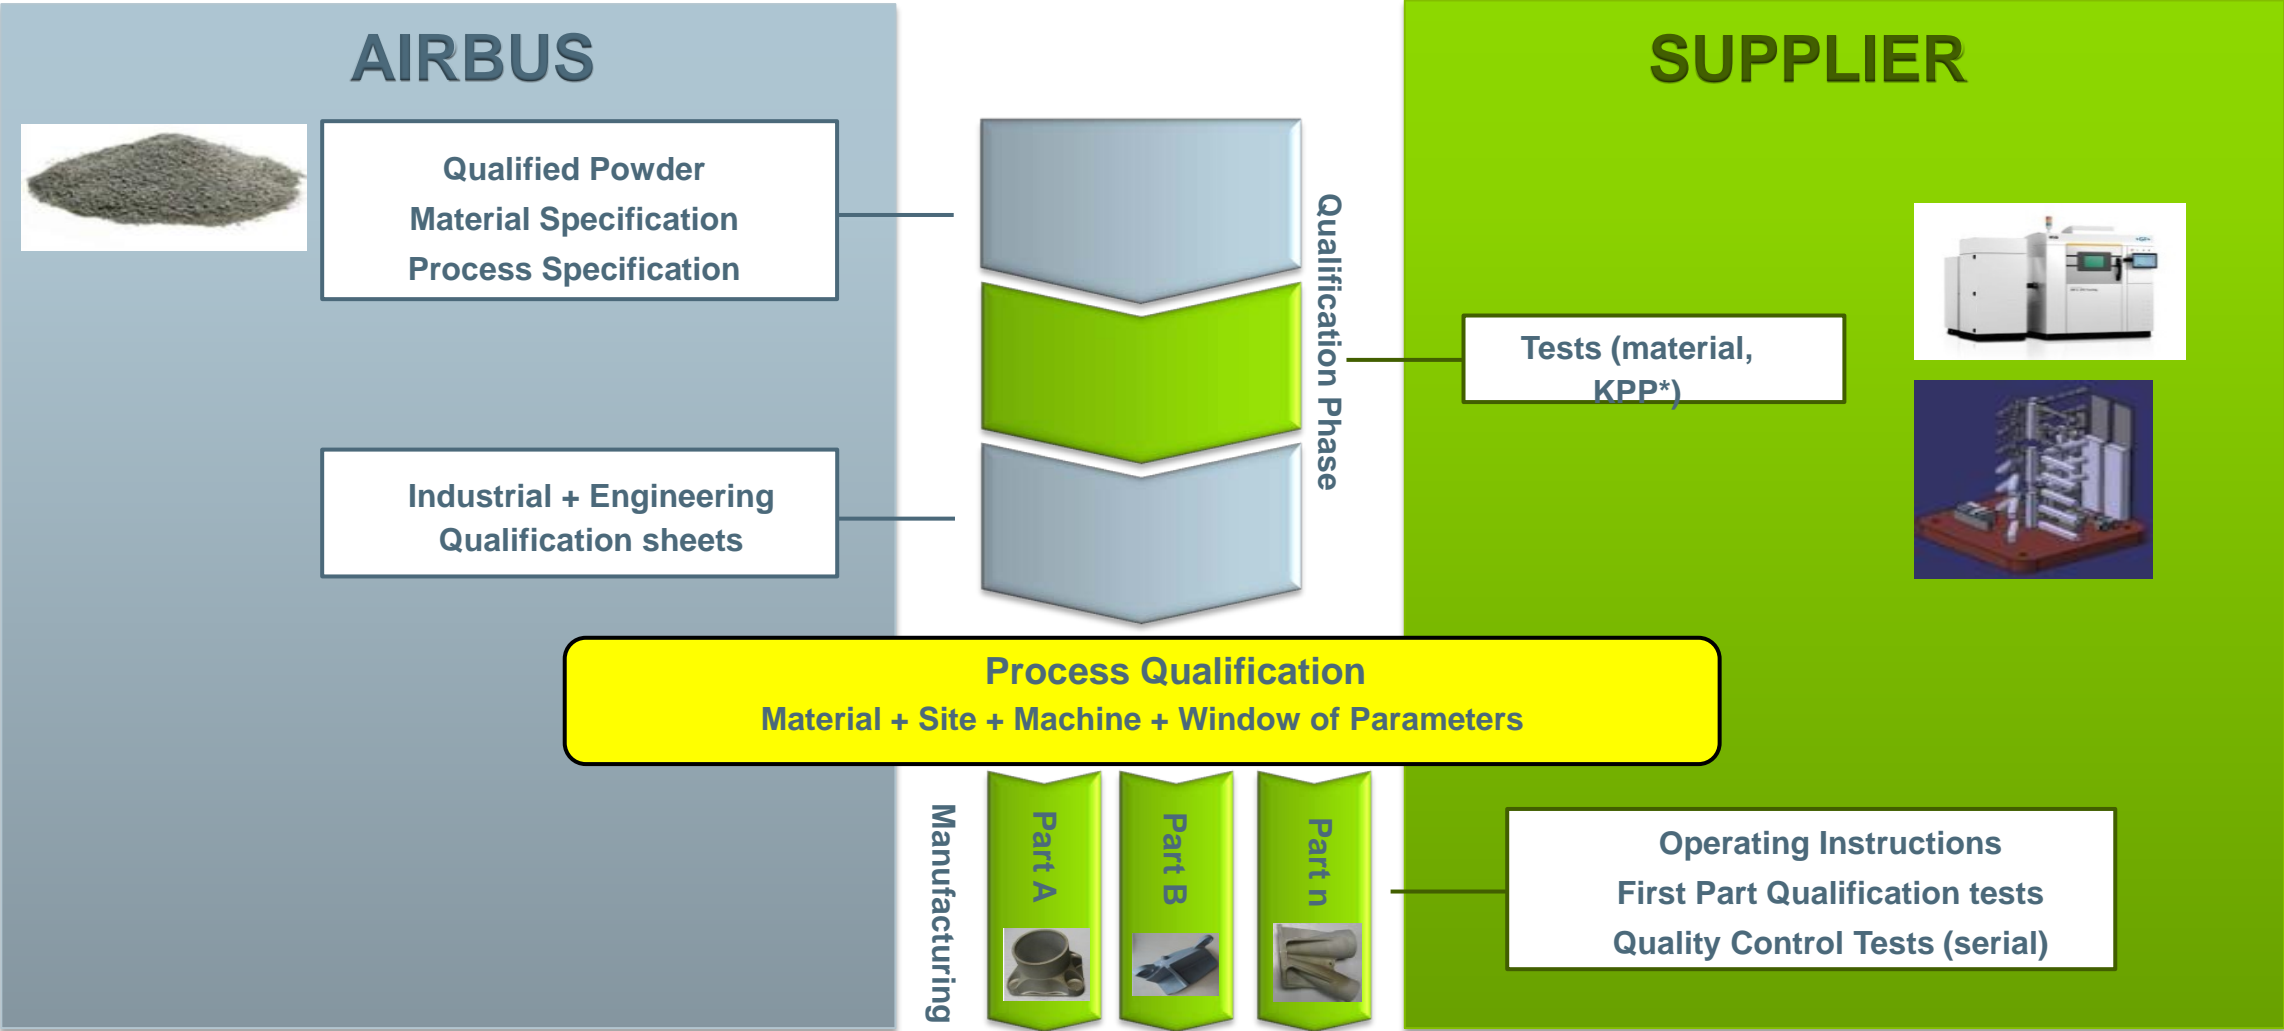 AIRBUS
SUPPLIER
Qualified Powder
Material Specification
Process Specification
Qualification Phase
Tests (material,
KPP*)
Industrial + Engineering
Qualification sheets
Process Qualification
Material + Site + Machine + Window of Parameters
Manufacturing
Part A
Part B
Part n
Operating Instructions
First Part Qualification tests
Quality Control Tests (serial)